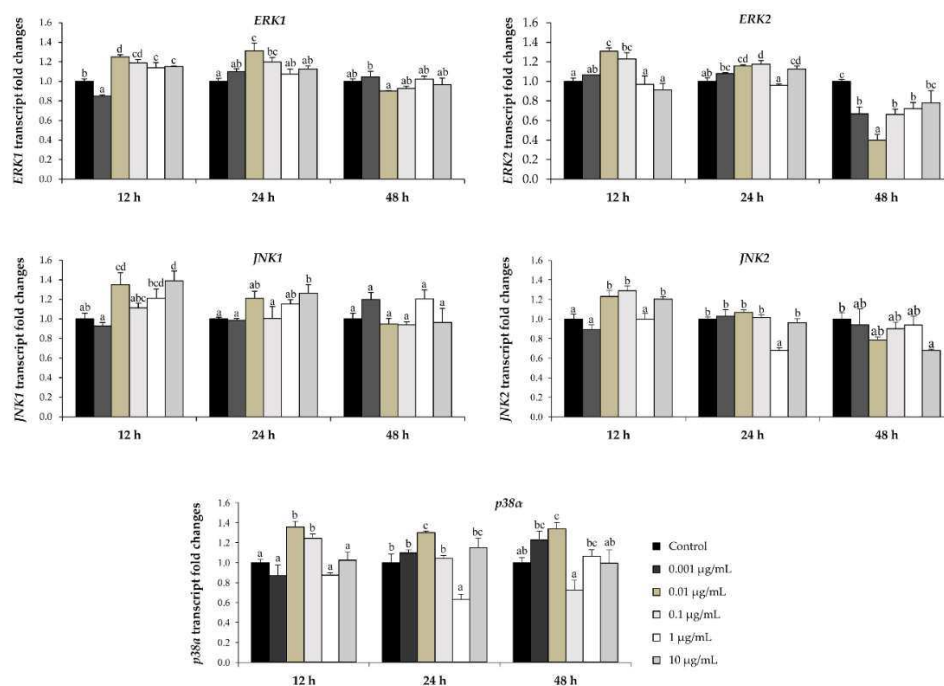 ERK1
ERK1 transcript fold changes
1.6
1.4
1.2
1.0
0.8
0.6
0.4
0.2
0.0
b a d cd c c
a ab c bc ab ab
ab b a ab ab ab
12 h 24 h 48 h
ERK2
ERK2 transcript fold changes
1.6
1.4
1.2
1.0
0.8
0.6
0.4
0.2
0.0
a ab c bc a a
ab bc cd d a cd
c b a b b bc
12 h 24 h 48 h
JNK1
JNK1 transcript fold changes
1.6
1.4
1.2
1.0
0.8
0.6
0.4
0.2
0.0
ab a cd abc bcd d
a a ab a ab b
a a a a a a
12 h 24 h 48 h
JNK2
JNK2 transcript fold changes
1.6
1.4
1.2
1.0
0.8
0.6
0.4
0.2
0.0
a a b b a b
b b b b a b
b ab ab ab ab a
12 h 24 h 48 h
p38α
p38α transcript fold changes
1.6
1.4
1.2
1.0
0.8
0.6
0.4
0.2
0.0
a a b b a a
b b c b a bc
ab bc c a bc ab
12 h 24 h 48 h
Control
0.001 µg/mL
0.01 µg/mL
0.1 µg/mL
1 µg/mL
10 µg/mL